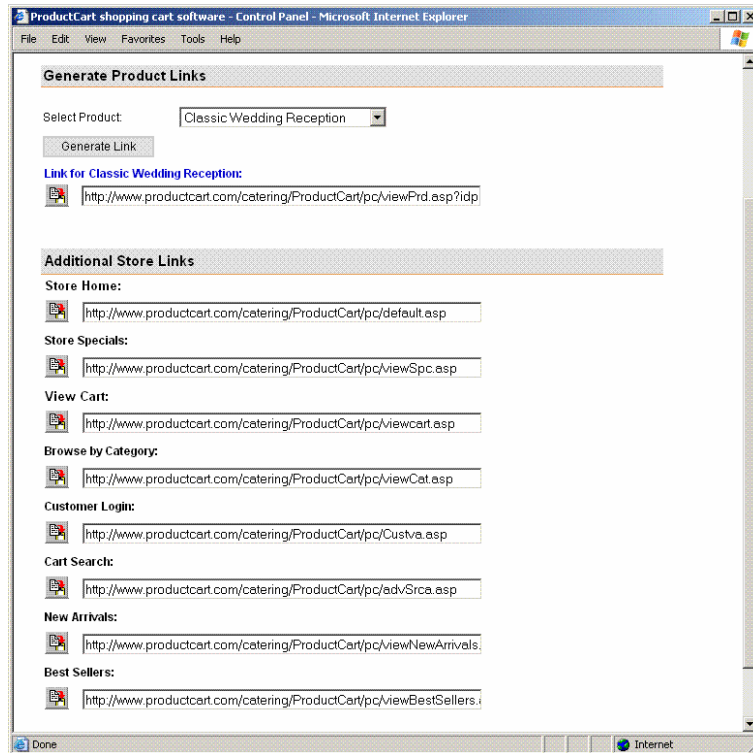 ProductCart shopping cart software - Control Panel - Microsoft Internet Explorer
File Edit View Favorites Tools Help
Generate Product Links
Select Product: Classic Wedding Reception
Generate Link
Link for Classic Wedding Reception:
http://www.productcart.com/catering/ProductCart/pc/viewPrd.asp?idp
Additional Store Links
Store Home:
http://www.productcart.com/catering/ProductCart/pc/default.asp
Store Specials:
http://www.productcart.com/catering/ProductCart/pc/viewSpc.asp
View Cart:
http://www.productcart.com/catering/ProductCart/pc/viewcart.asp
Browse by Category:
http://www.productcart.com/catering/ProductCart/pc/viewCat.asp
Customer Login:
http://www.productcart.com/catering/ProductCart/pc/Custva.asp
Cart Search:
http://www.productcart.com/catering/ProductCart/pc/advSrca.asp
New Arrivals:
http://www.productcart.com/catering/ProductCart/pc/viewNewArrivals.
Best Sellers:
http://www.productcart.com/catering/ProductCart/pc/viewBestSellers.a
Done Internet